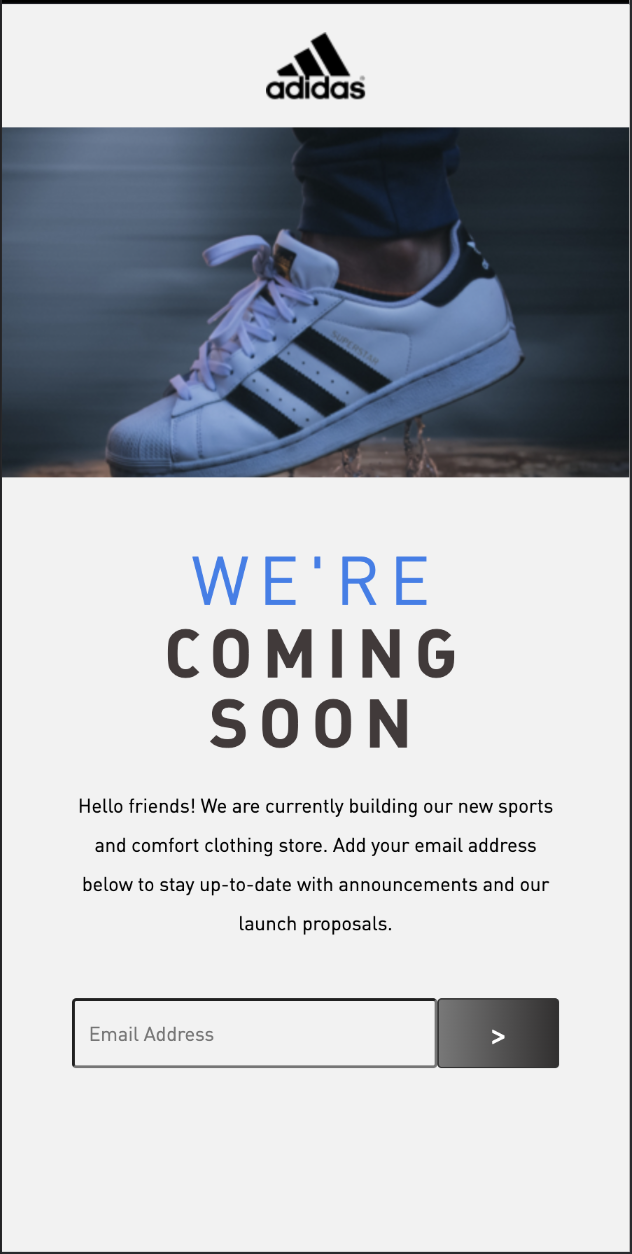 adidas
SUPERSTAR
WE'RE
COMING
SOON
Hello friends! We are currently building our new sports
and comfort clothing store. Add your email address
below to stay up-to-date with announcements and our
launch proposals.
Email Address
>